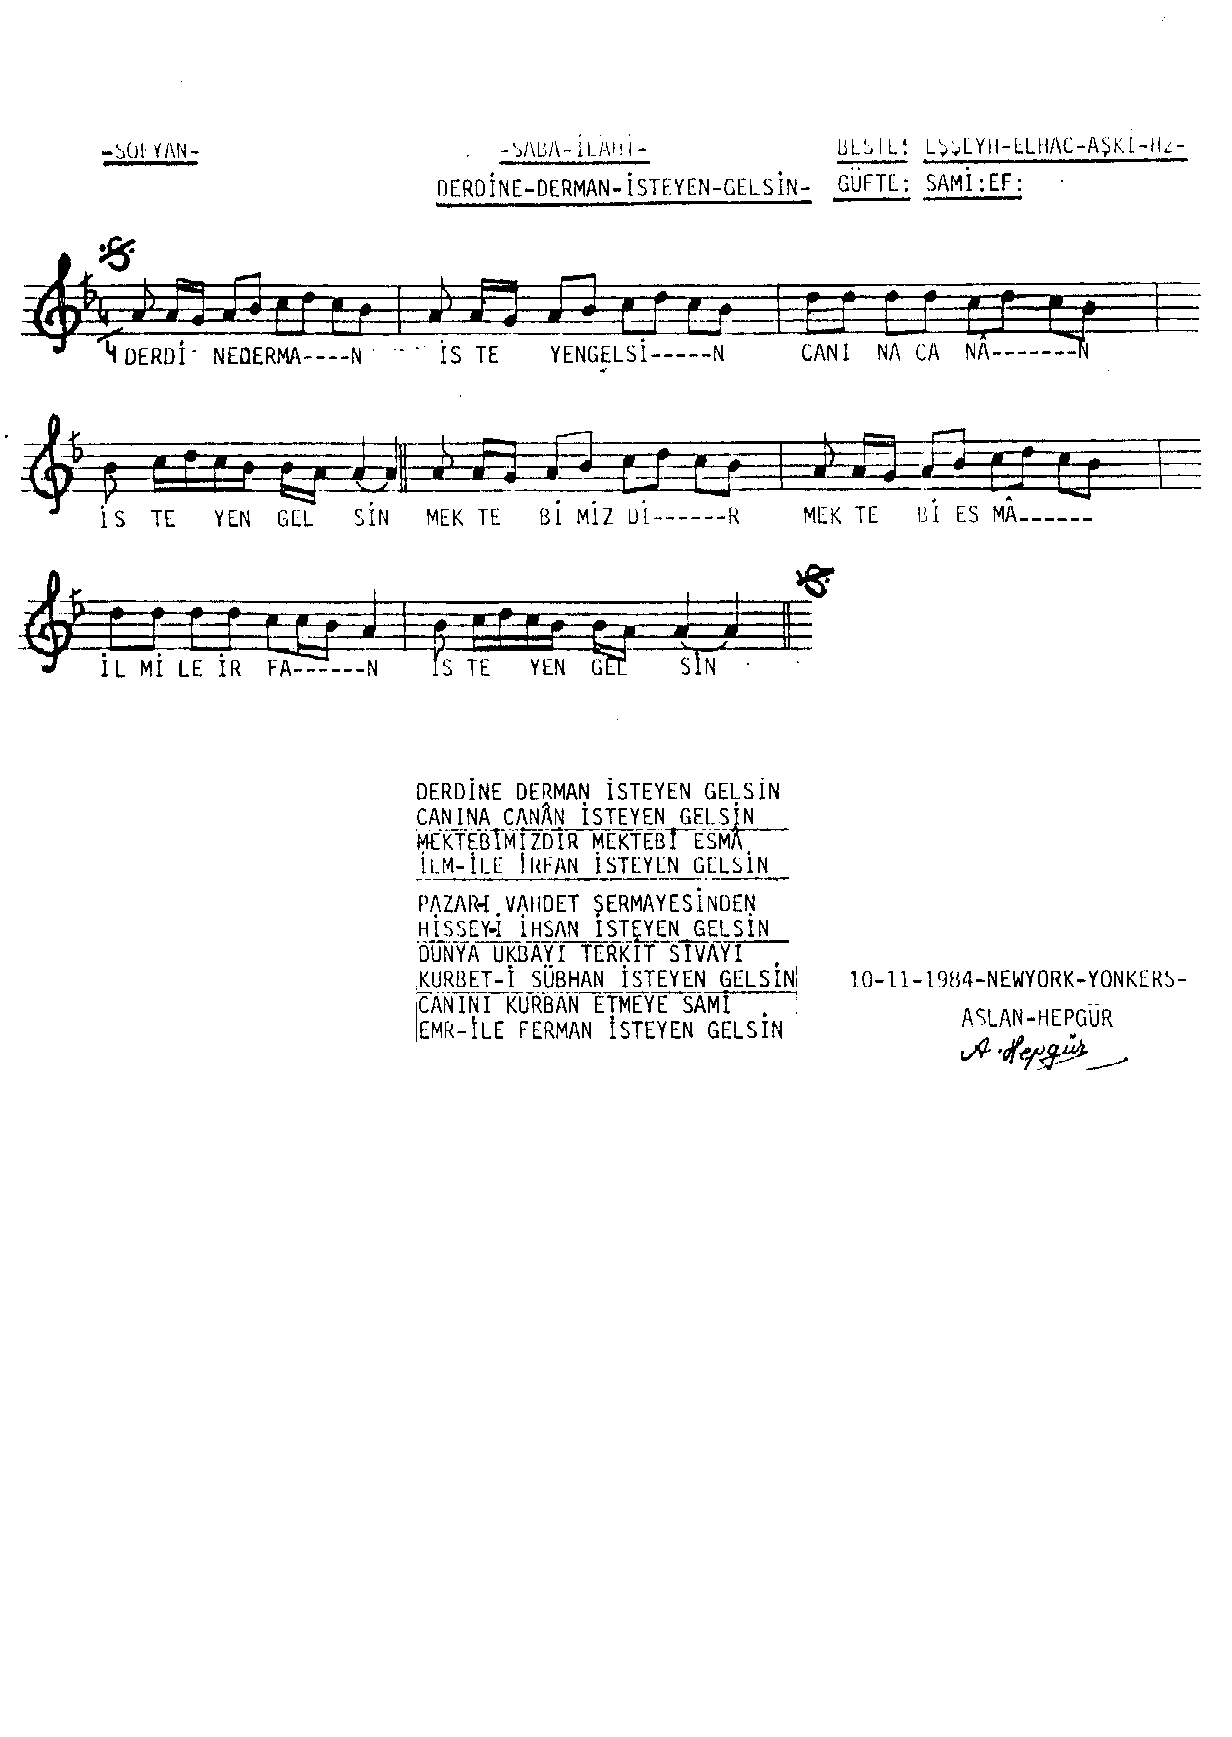 -SOFYAN-
-SABA-İLAHİ-
BESTE: EŞŞEYH-ELHAC-AŞKİ-HZ-
DERDİNE-DERMAN-İSTEYEN-GELSİN-
GÜFTE: SAMİ:EF:
4 DERDİ NEDERMA----N İS TE YENGELSİ-----N CANI NA CA NÂ-------N
İS TE YEN GEL SİN MEK TE Bİ MİZ Dİ------R MEK TE Bİ ES MÂ------
İL Mİ LE İR FA------N İS TE YEN GEL SİN
DERDİNE DERMAN İSTEYEN GELSİN
CANINA CANÂN İSTEYEN GELSİN
MEKTEBİMİZDİR MEKTEBİ ESMÂ
İLM-İLE İRFAN İSTEYEN GELSİN
PAZAR-I VAHDET ŞERMAYESİNDEN
HİSSEY-İ İHSAN İSTEYEN GELSİN
DÜNYA UKBAYI TERKİT SİVAYI
KURBET-İ SÜBHAN İSTEYEN GELSİN
10-11-1984-NEWYORK-YONKERS-
CANINI KURBAN ETMEYE SAMİ
ASLAN-HEPGÜR
EMR-İLE FERMAN İSTEYEN GELSİN
A.Hepgür